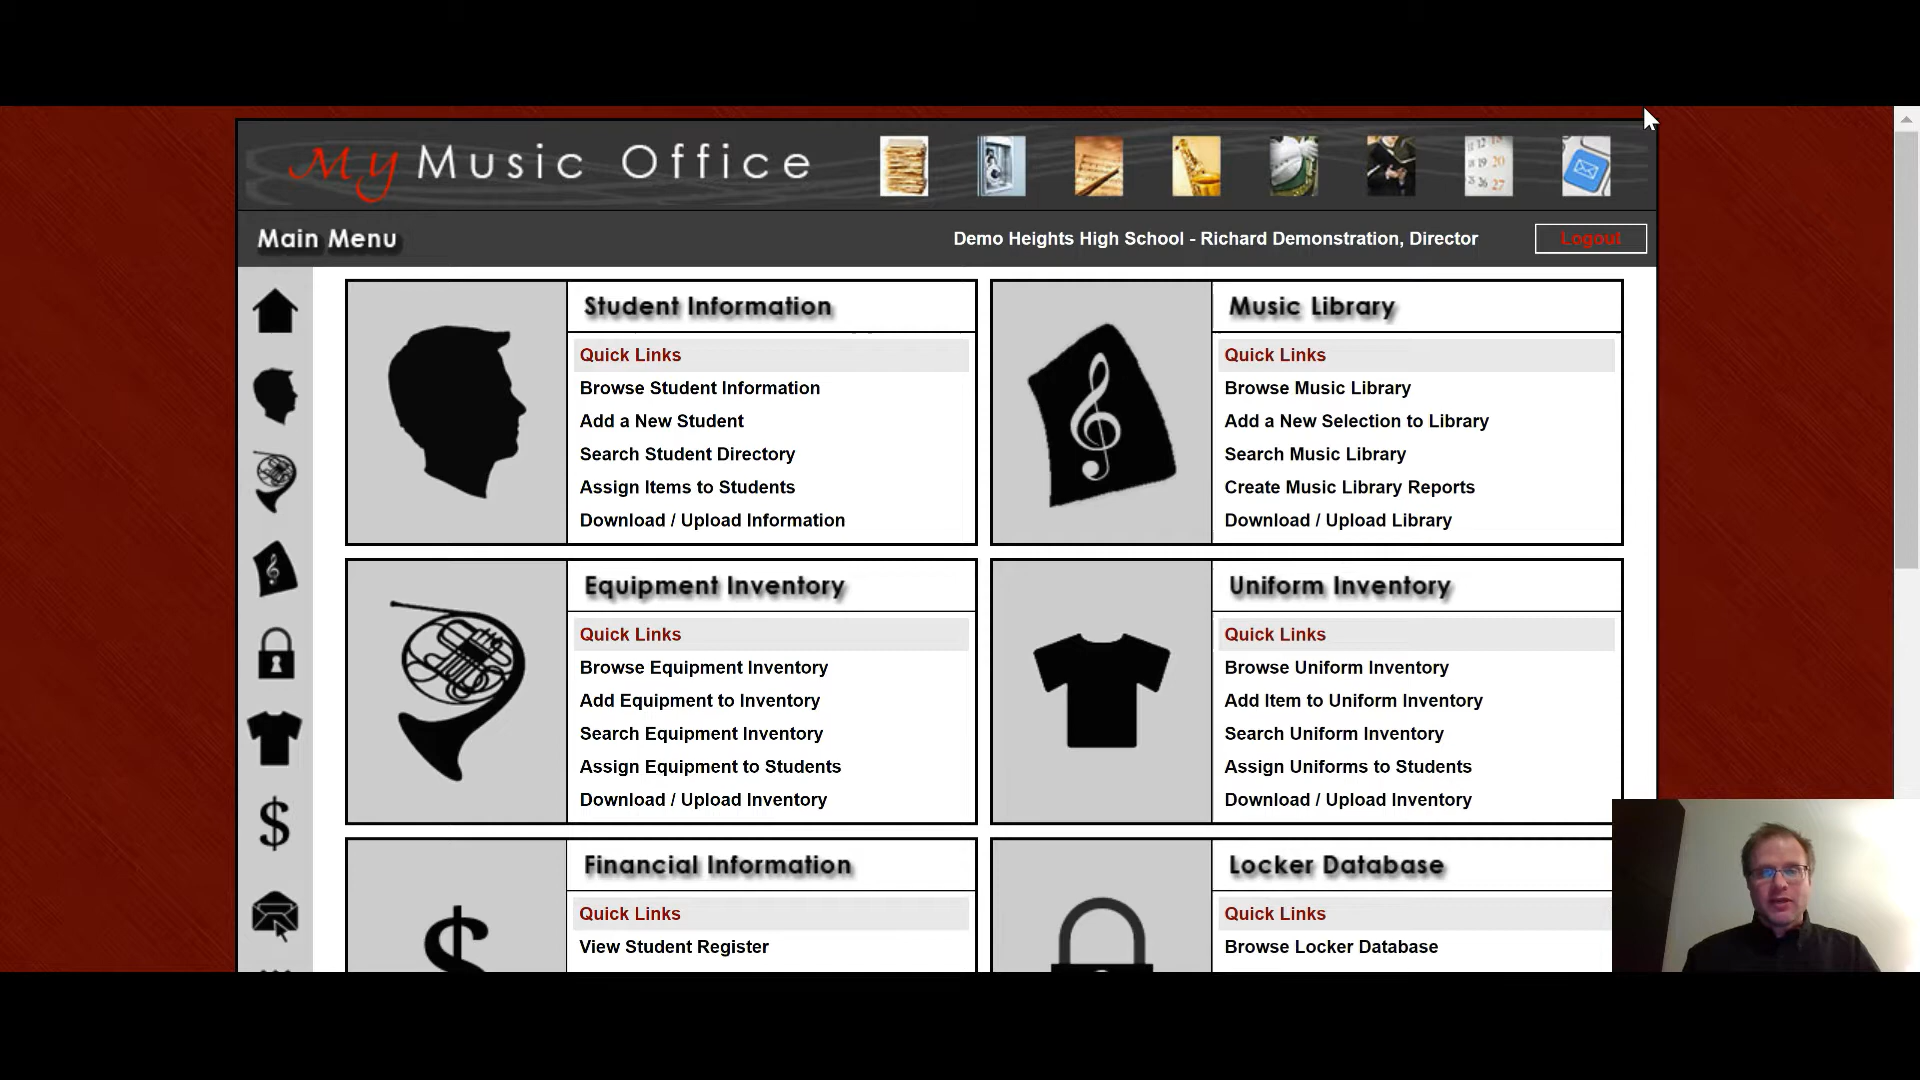 My Music Office
Main Menu
Demo Heights High School - Richard Demonstration, Director
Logout
Student Information
Quick Links
Browse Student Information
Add a New Student
Search Student Directory
Assign Items to Students
Download / Upload Information
Music Library
Quick Links
Browse Music Library
Add a New Selection to Library
Search Music Library
Create Music Library Reports
Download / Upload Library
Equipment Inventory
Quick Links
Browse Equipment Inventory
Add Equipment to Inventory
Search Equipment Inventory
Assign Equipment to Students
Download / Upload Inventory
Uniform Inventory
Quick Links
Browse Uniform Inventory
Add Item to Uniform Inventory
Search Uniform Inventory
Assign Uniforms to Students
Download / Upload Inventory
Financial Information
Quick Links
View Student Register
Locker Database
Quick Links
Browse Locker Database